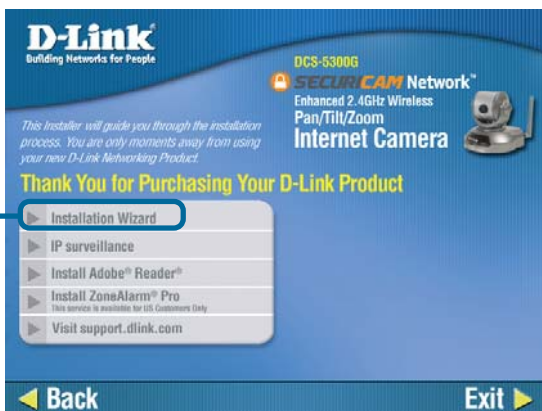 D-Link
Building Networks for People
DCS-5300G
SECURICAM Network™
Enhanced 2.4GHz Wireless
Pan/Tilt/Zoom
Internet Camera
This Installer will guide you through the installation
process. You are only moments away from using
your new D-Link Networking Product.
Thank You for Purchasing Your D-Link Product
Installation Wizard
IP surveillance
Install Adobe® Reader®
Install ZoneAlarm® Pro
This service is available for US Customers Only
Visit support.dlink.com
Back
Exit